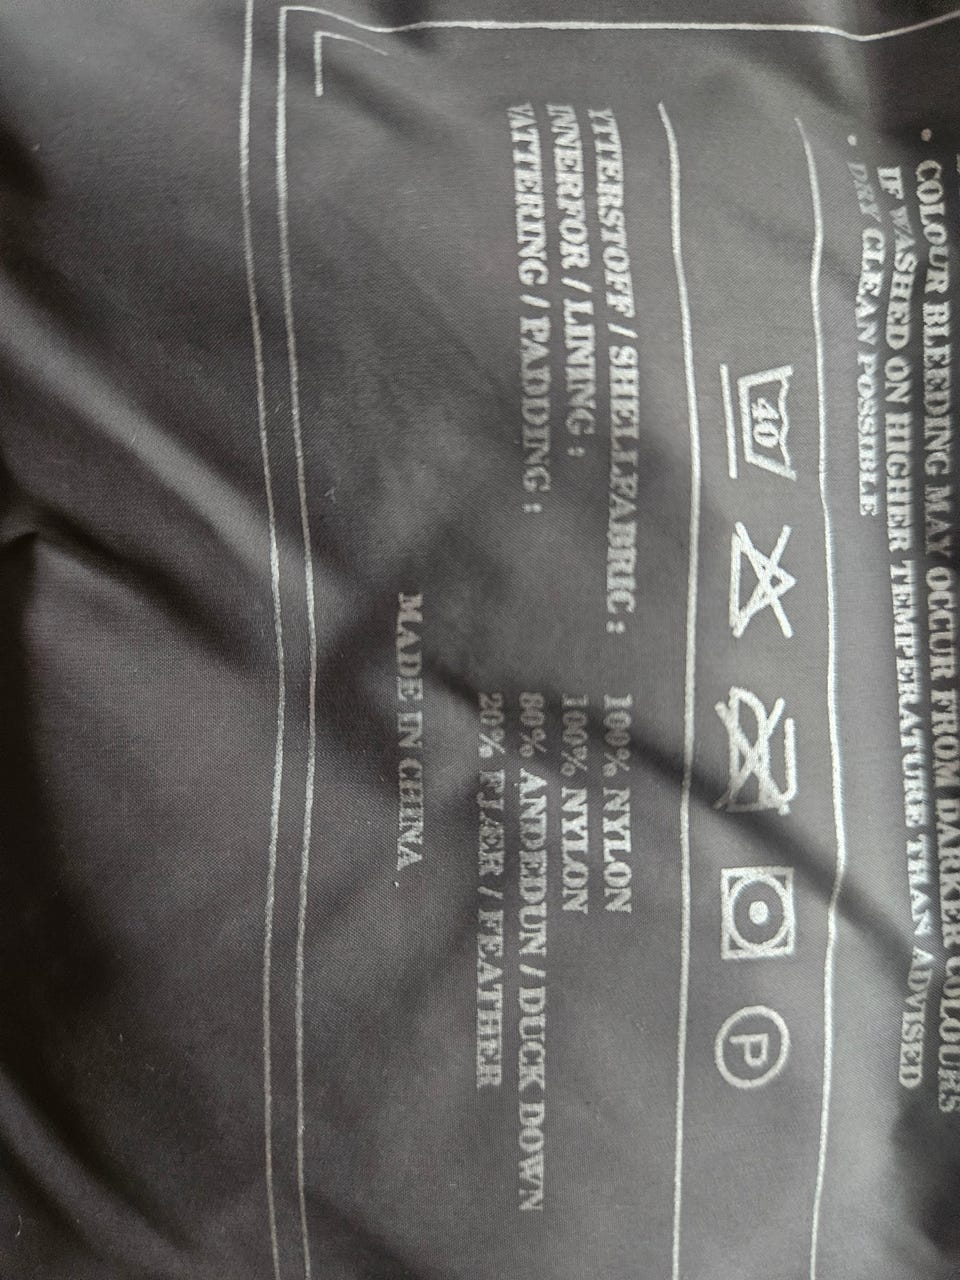 • COLOUR BLEEDING MAY OCCUR FROM DARKER COLOURS
IF WASHED ON HIGHER TEMPERATURE THAN ADVISED
• DRY CLEAN POSSIBLE
40 P
YTTERSTOFF / SHELLFABRIC : 100% NYLON
INNERFOR / LINING : 100% NYLON
VATTERING / PADDING : 80% ANDEDUN / DUCK DOWN
20% FJÆR / FEATHER
MADE IN CHINA